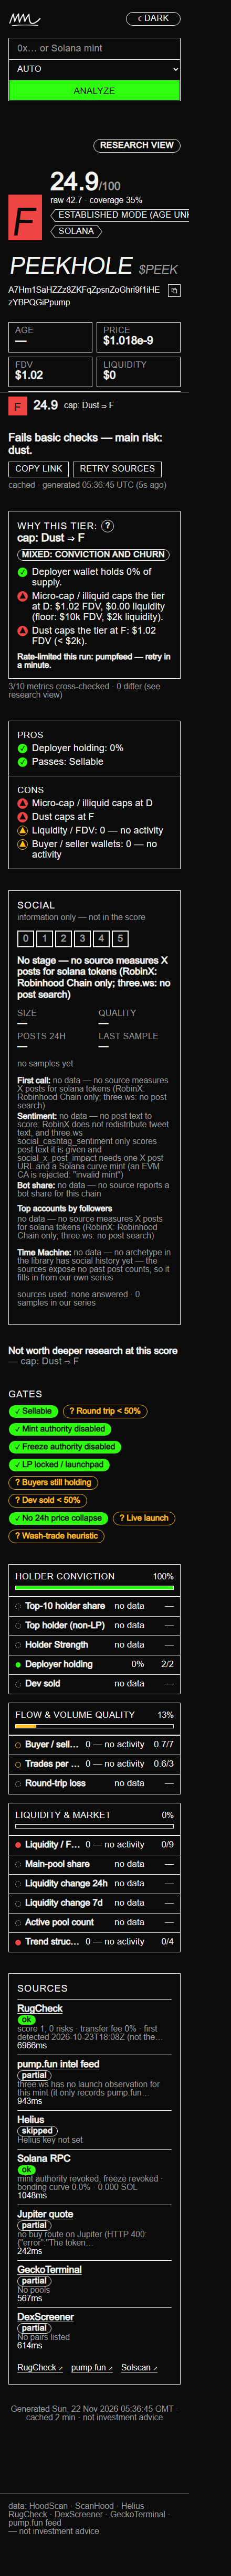 ☾ DARK
0x… or Solana mint
AUTO
ANALYZE
RESEARCH VIEW
F
24.9/100
raw 42.7 · coverage 35%
ESTABLISHED MODE (AGE UNK
SOLANA
PEEKHOLE $PEEK
zYBPQGiPpump
AGE
—
PRICE
$1.018e-9
FDV
$1.02
LIQUIDITY
$0
F 24.9 cap: Dust ⇒ F
Fails basic checks — main risk:
dust.
COPY LINK
RETRY SOURCES
cached · generated 05:36:45 UTC (5s ago)
WHY THIS TIER: ?
cap: Dust ⇒ F
MIXED: CONVICTION AND CHURN
Deployer wallet holds 0% of
supply.
Micro-cap / illiquid caps the tier
at D: $1.02 FDV, $0.00 liquidity
(floor: $10k FDV, $2k liquidity).
Dust caps the tier at F: $1.02
FDV (< $2k).
Rate-limited this run: pumpfeed — retry in
a minute.
3/10 metrics cross-checked · 0 differ (see
research view)
PROS
Deployer holding: 0%
Passes: Sellable
CONS
Micro-cap / illiquid caps at D
Dust caps at F
Liquidity / FDV: 0 — no activity
Buyer / seller wallets: 0 — no
activity
SOCIAL
information only — not in the score
0 1 2 3 4 5
No stage — no source measures X
posts for solana tokens (RobinX:
Robinhood Chain only; three.ws: no
post search)
SIZE
—
QUALITY
—
POSTS 24H
—
LAST SAMPLE
—
no samples yet
First call: no data — no source measures
X posts for solana tokens (RobinX:
Robinhood Chain only; three.ws: no post
search)
Sentiment: no data — no post text to
score: RobinX does not redistribute tweet
text, and three.ws
social_cashtag_sentiment only scores
post text it is given and
social_x_post_impact needs one X post
URL and a Solana curve mint (an EVM
CA is rejected: "invalid mint")
Bot share: no data — no source reports a
bot share for this chain
Top accounts by followers
no data — no source measures X posts
for solana tokens (RobinX: Robinhood
Chain only; three.ws: no post search)
Time Machine: no data — no archetype in
the library has social history yet — the
sources expose no past post counts, so it
fills in from our own series
sources used: none answered · 0
samples in our series
Not worth deeper research at this score
— cap: Dust ⇒ F
GATES
✓ Sellable
? Round trip < 50%
✓ Mint authority disabled
✓ Freeze authority disabled
✓ LP locked / launchpad
? Buyers still holding
? Dev sold < 50%
✓ No 24h price collapse
? Live launch
? Wash-trade heuristic
HOLDER CONVICTION 100%
Top-10 holder share no data —
Top holder (non-LP) no data —
Holder Strength no data —
Deployer holding 0% 2/2
Dev sold no data —
FLOW & VOLUME QUALITY 13%
Buyer / sell… 0 — no activity 0.7/7
Trades per … 0 — no activity 0.6/3
Round-trip loss no data —
LIQUIDITY & MARKET 0%
Liquidity / F… 0 — no activity 0/9
Main-pool share no data —
Liquidity change 24h no data —
Liquidity change 7d no data —
Active pool count no data —
Trend struc… 0 — no activity 0/4
SOURCES
RugCheck
ok
score 1, 0 risks · transfer fee 0% · first
detected 2026-10-23T18:08Z (not the…
6966ms
pump.fun intel feed
partial
three.ws has no launch observation for
this mint (it only records pump.fun…
943ms
Helius
skipped
Helius key not set
Solana RPC
ok
mint authority revoked, freeze revoked ·
bonding curve 0.0% · 0.000 SOL
1048ms
Jupiter quote
partial
no buy route on Jupiter (HTTP 400:
{"error":"The token…
242ms
GeckoTerminal
partial
No pools
567ms
DexScreener
partial
No pairs listed
614ms
RugCheck ↗ pump.fun ↗ Solscan ↗
Generated Sun, 22 Nov 2026 05:36:45 GMT ·
cached 2 min · not investment advice
data: HoodScan · ScanHood · Helius ·
RugCheck · DexScreener · GeckoTerminal ·
pump.fun feed
— not investment advice